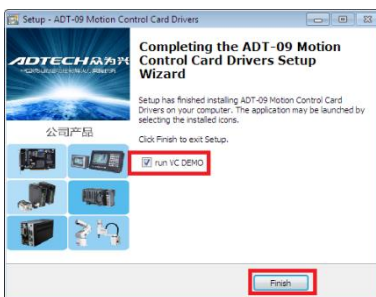 Setup - ADT-09 Motion Control Card Drivers
ADTECH众为兴
Completing the ADT-09 Motion
Control Card Drivers Setup
Wizard
Setup has finished installing ADT-09 Motion Control Card
Drivers on your computer. The application may be launched by
selecting the installed icons.
Click Finish to exit Setup.
公司产品
run VC DEMO
Finish